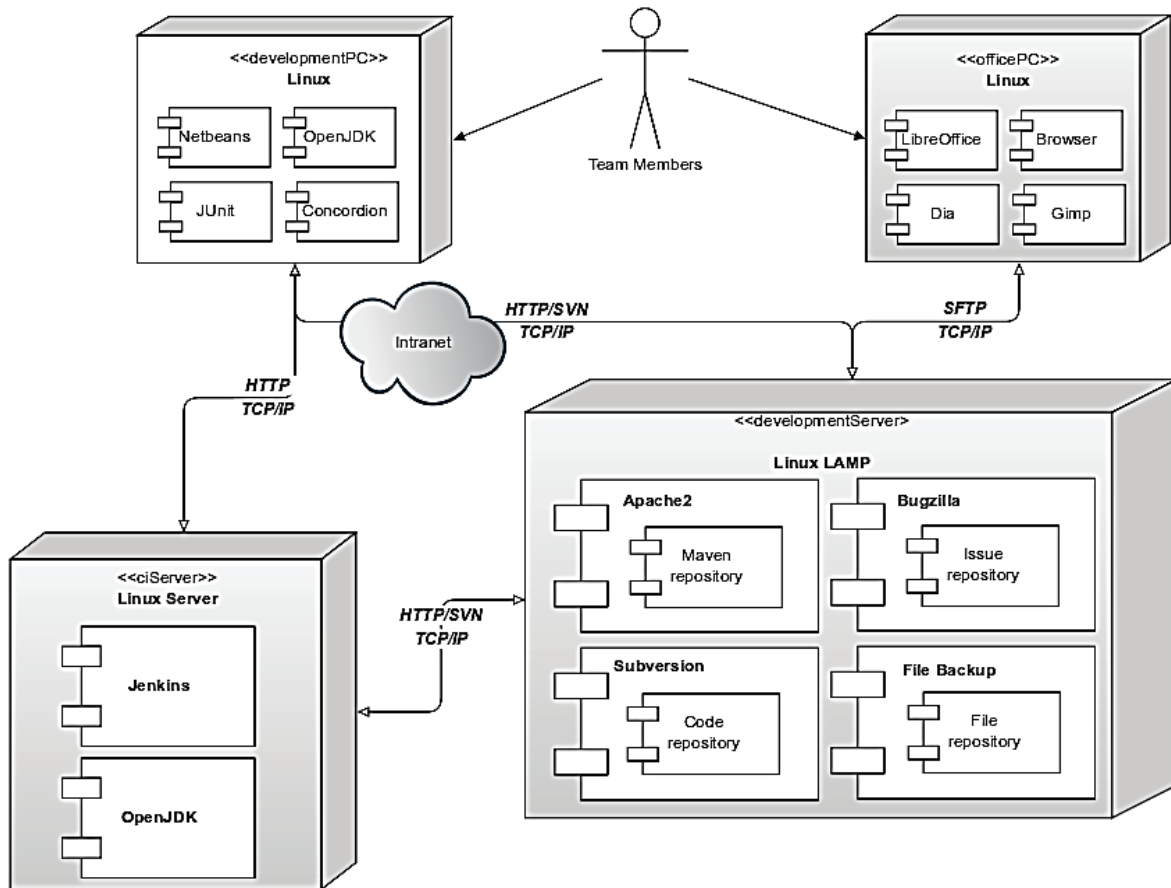 <<developmentPC>>
Linux
Netbeans
OpenJDK
JUnit
Concordion
Team Members
<<officePC>>
Linux
LibreOffice
Browser
Dia
Gimp
Intranet
HTTP/SVN
TCP/IP
SFTP
TCP/IP
HTTP
TCP/IP
<<developmentServer>
Linux LAMP
Apache2
Maven
repository
Bugzilla
Issue
repository
Subversion
Code
repository
File Backup
File
repository
<<ciServer>>
Linux Server
Jenkins
OpenJDK
HTTP/SVN
TCP/IP